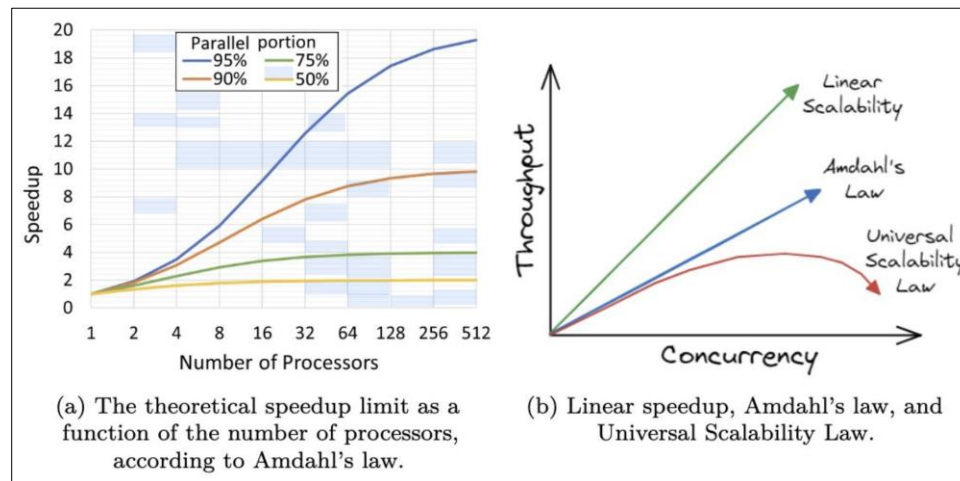 20
18
16
14
12
10
8
6
4
2
0
Speedup
Parallel portion
95% 75%
90% 50%
1 2 4 8 16 32 64 128 256 512
Number of Processors
(a) The theoretical speedup limit as a
function of the number of processors,
according to Amdahl's law.
Throughput
Linear
Scalability
Amdahl's
Law
Universal
Scalability
Law
Concurrency
(b) Linear speedup, Amdahl's law, and
Universal Scalability Law.